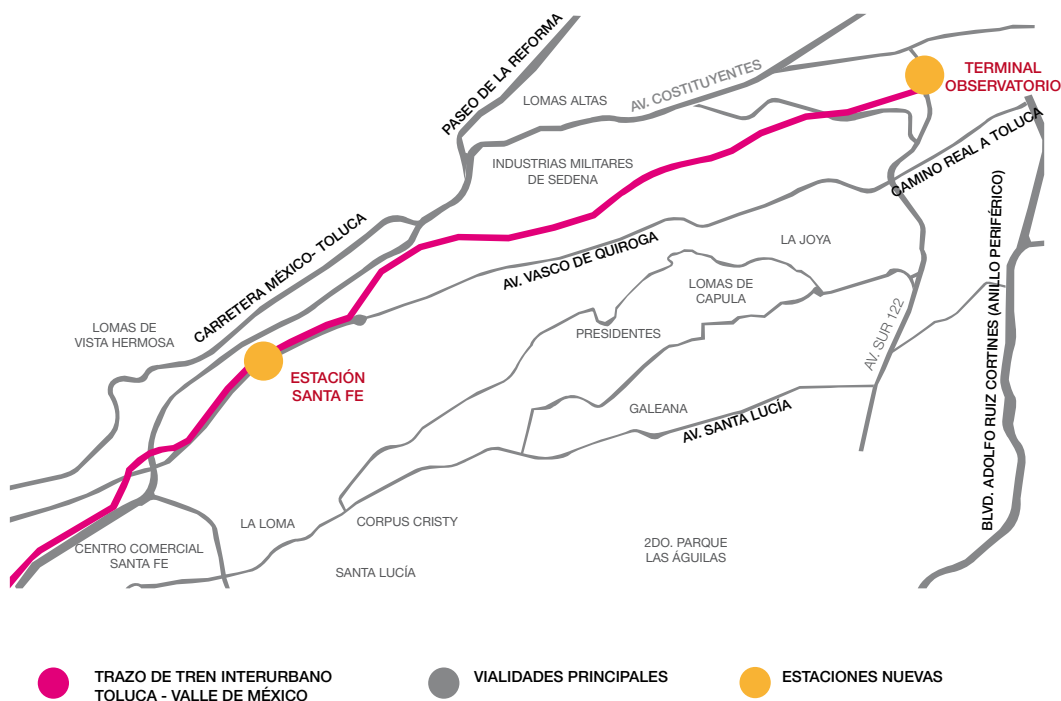 PASEO DE LA REFORMA
LOMAS ALTAS
AV. COSTITUYENTES
TERMINAL
OBSERVATORIO
INDUSTRIAS MILITARES
DE SEDENA
CAMINO REAL A TOLUCA
CARRETERA MÉXICO- TOLUCA
AV. VASCO DE QUIROGA
LA JOYA
BLVD. ADOLFO RUIZ CORTINES (ANILLO PERIFÉRICO)
LOMAS DE
CAPULA
LOMAS DE
VISTA HERMOSA
PRESIDENTES
AV. SUR 122
ESTACIÓN
SANTA FE
GALEANA
AV. SANTA LUCÍA
LA LOMA
CORPUS CRISTY
CENTRO COMERCIAL
SANTA FE
SANTA LUCÍA
2DO. PARQUE
LAS ÁGUILAS
TRAZO DE TREN INTERURBANO
TOLUCA - VALLE DE MÉXICO
VIALIDADES PRINCIPALES
ESTACIONES NUEVAS